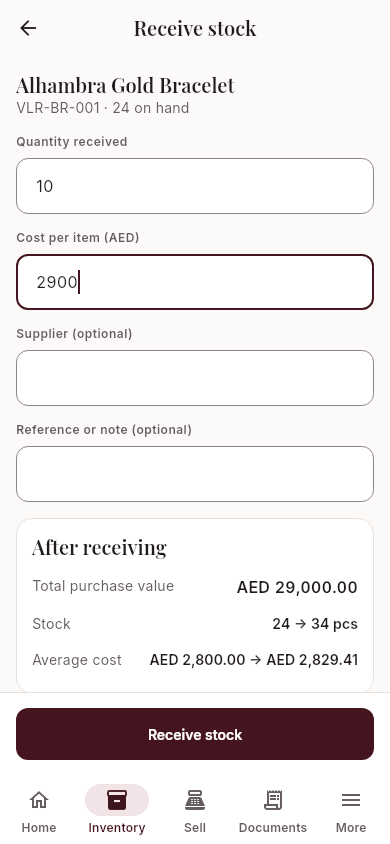 Receive stock
Alhambra Gold Bracelet
VLR-BR-001 · 24 on hand
Quantity received
10
Cost per item (AED)
2900
Supplier (optional)
Reference or note (optional)
After receiving
Total purchase value AED 29,000.00
Stock 24 → 34 pcs
Average cost AED 2,800.00 → AED 2,829.41
Receive stock
Home Inventory Sell Documents More